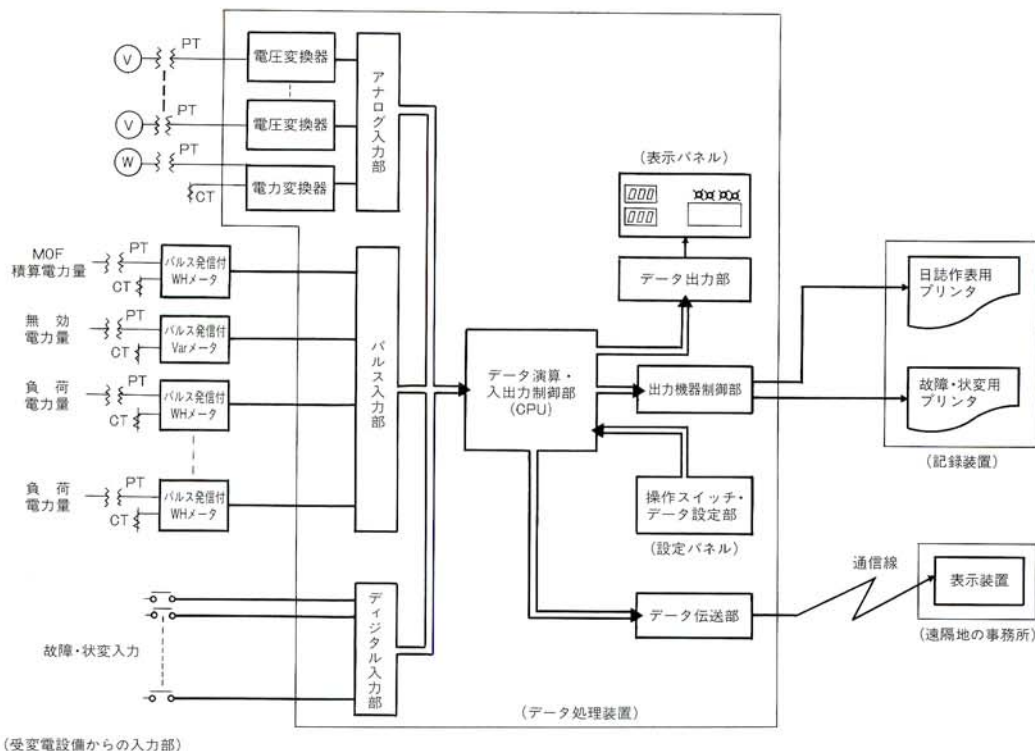 PT
V
電圧変換器
PT
V
電圧変換器
PT
W
電力変換器
CT
アナログ入力部
MOF
積算電力量
PT
CT
パルス発信付
WHメータ
無効
電力量
PT
CT
パルス発信付
Varメータ
負荷
電力量
PT
CT
パルス発信付
WHメータ
負荷
電力量
PT
CT
パルス発信付
WHメータ
パルス入力部
故障・状変入力
ディジタル入力部
(受変電設備からの入力部)
データ演算・
入出力制御部
(CPU)
(表示パネル)
000
000
データ出力部
出力機器制御部
操作スイッチ・
データ設定部
(設定パネル)
データ伝送部
(データ処理装置)
日誌作表用
プリンタ
故障・状変用
プリンタ
(記録装置)
通信線
表示装置
(遠隔地の事務所)